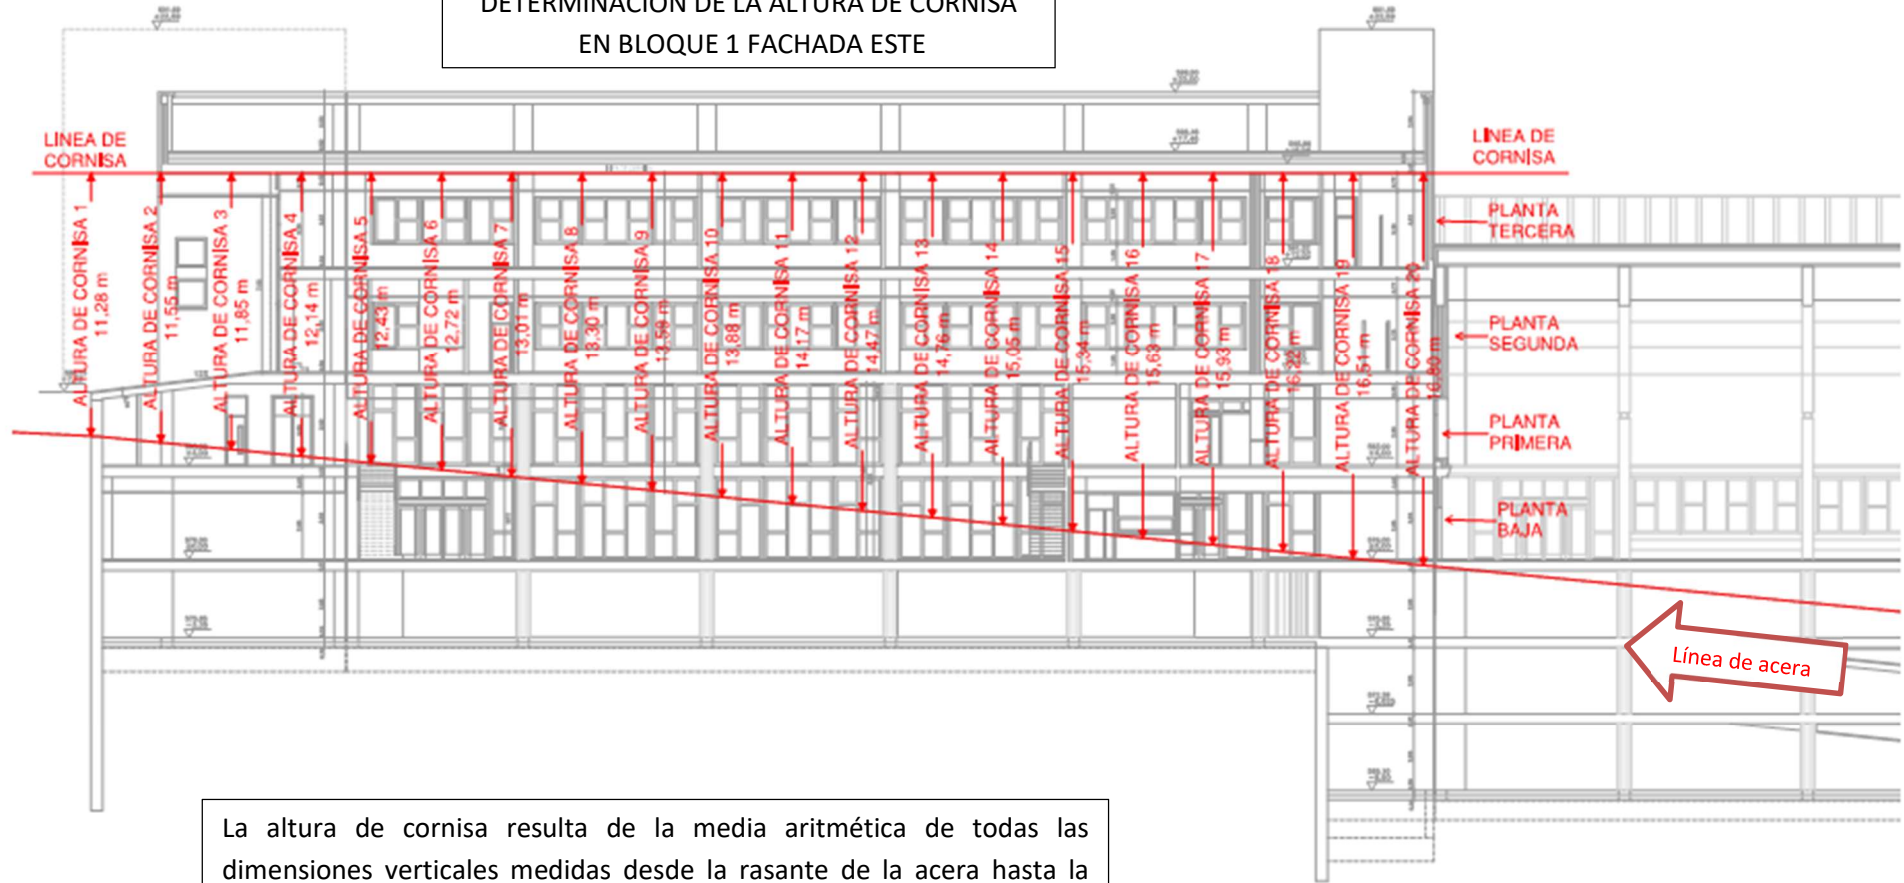 DETERMINACIÓN DE LA ALTURA DE CORNISA
EN BLOQUE 1 FACHADA ESTE
LÍNEA DE
CORNISA
LÍNEA DE
CORNISA
ALTURA DE CORNISA 1
11,28 m
ALTURA DE CORNISA 2
11,55 m
ALTURA DE CORNISA 3
11,85 m
ALTURA DE CORNISA 4
12,14 m
ALTURA DE CORNISA 5
12,43 m
ALTURA DE CORNISA 6
12,72 m
ALTURA DE CORNISA 7
13,01 m
ALTURA DE CORNISA 8
13,30 m
ALTURA DE CORNISA 9
13,59 m
ALTURA DE CORNISA 10
13,88 m
ALTURA DE CORNISA 11
14,17 m
ALTURA DE CORNISA 12
14,47 m
ALTURA DE CORNISA 13
14,76 m
ALTURA DE CORNISA 14
15,05 m
ALTURA DE CORNISA 15
15,34 m
ALTURA DE CORNISA 16
15,63 m
ALTURA DE CORNISA 17
15,93 m
ALTURA DE CORNISA 18
16,22 m
ALTURA DE CORNISA 19
16,51 m
ALTURA DE CORNISA 20
16,80 m
PLANTA
TERCERA
PLANTA
SEGUNDA
PLANTA
PRIMERA
PLANTA
BAJA
Línea de acera
La altura de cornisa resulta de la media aritmética de todas las
dimensiones verticales medidas desde la rasante de la acera hasta la